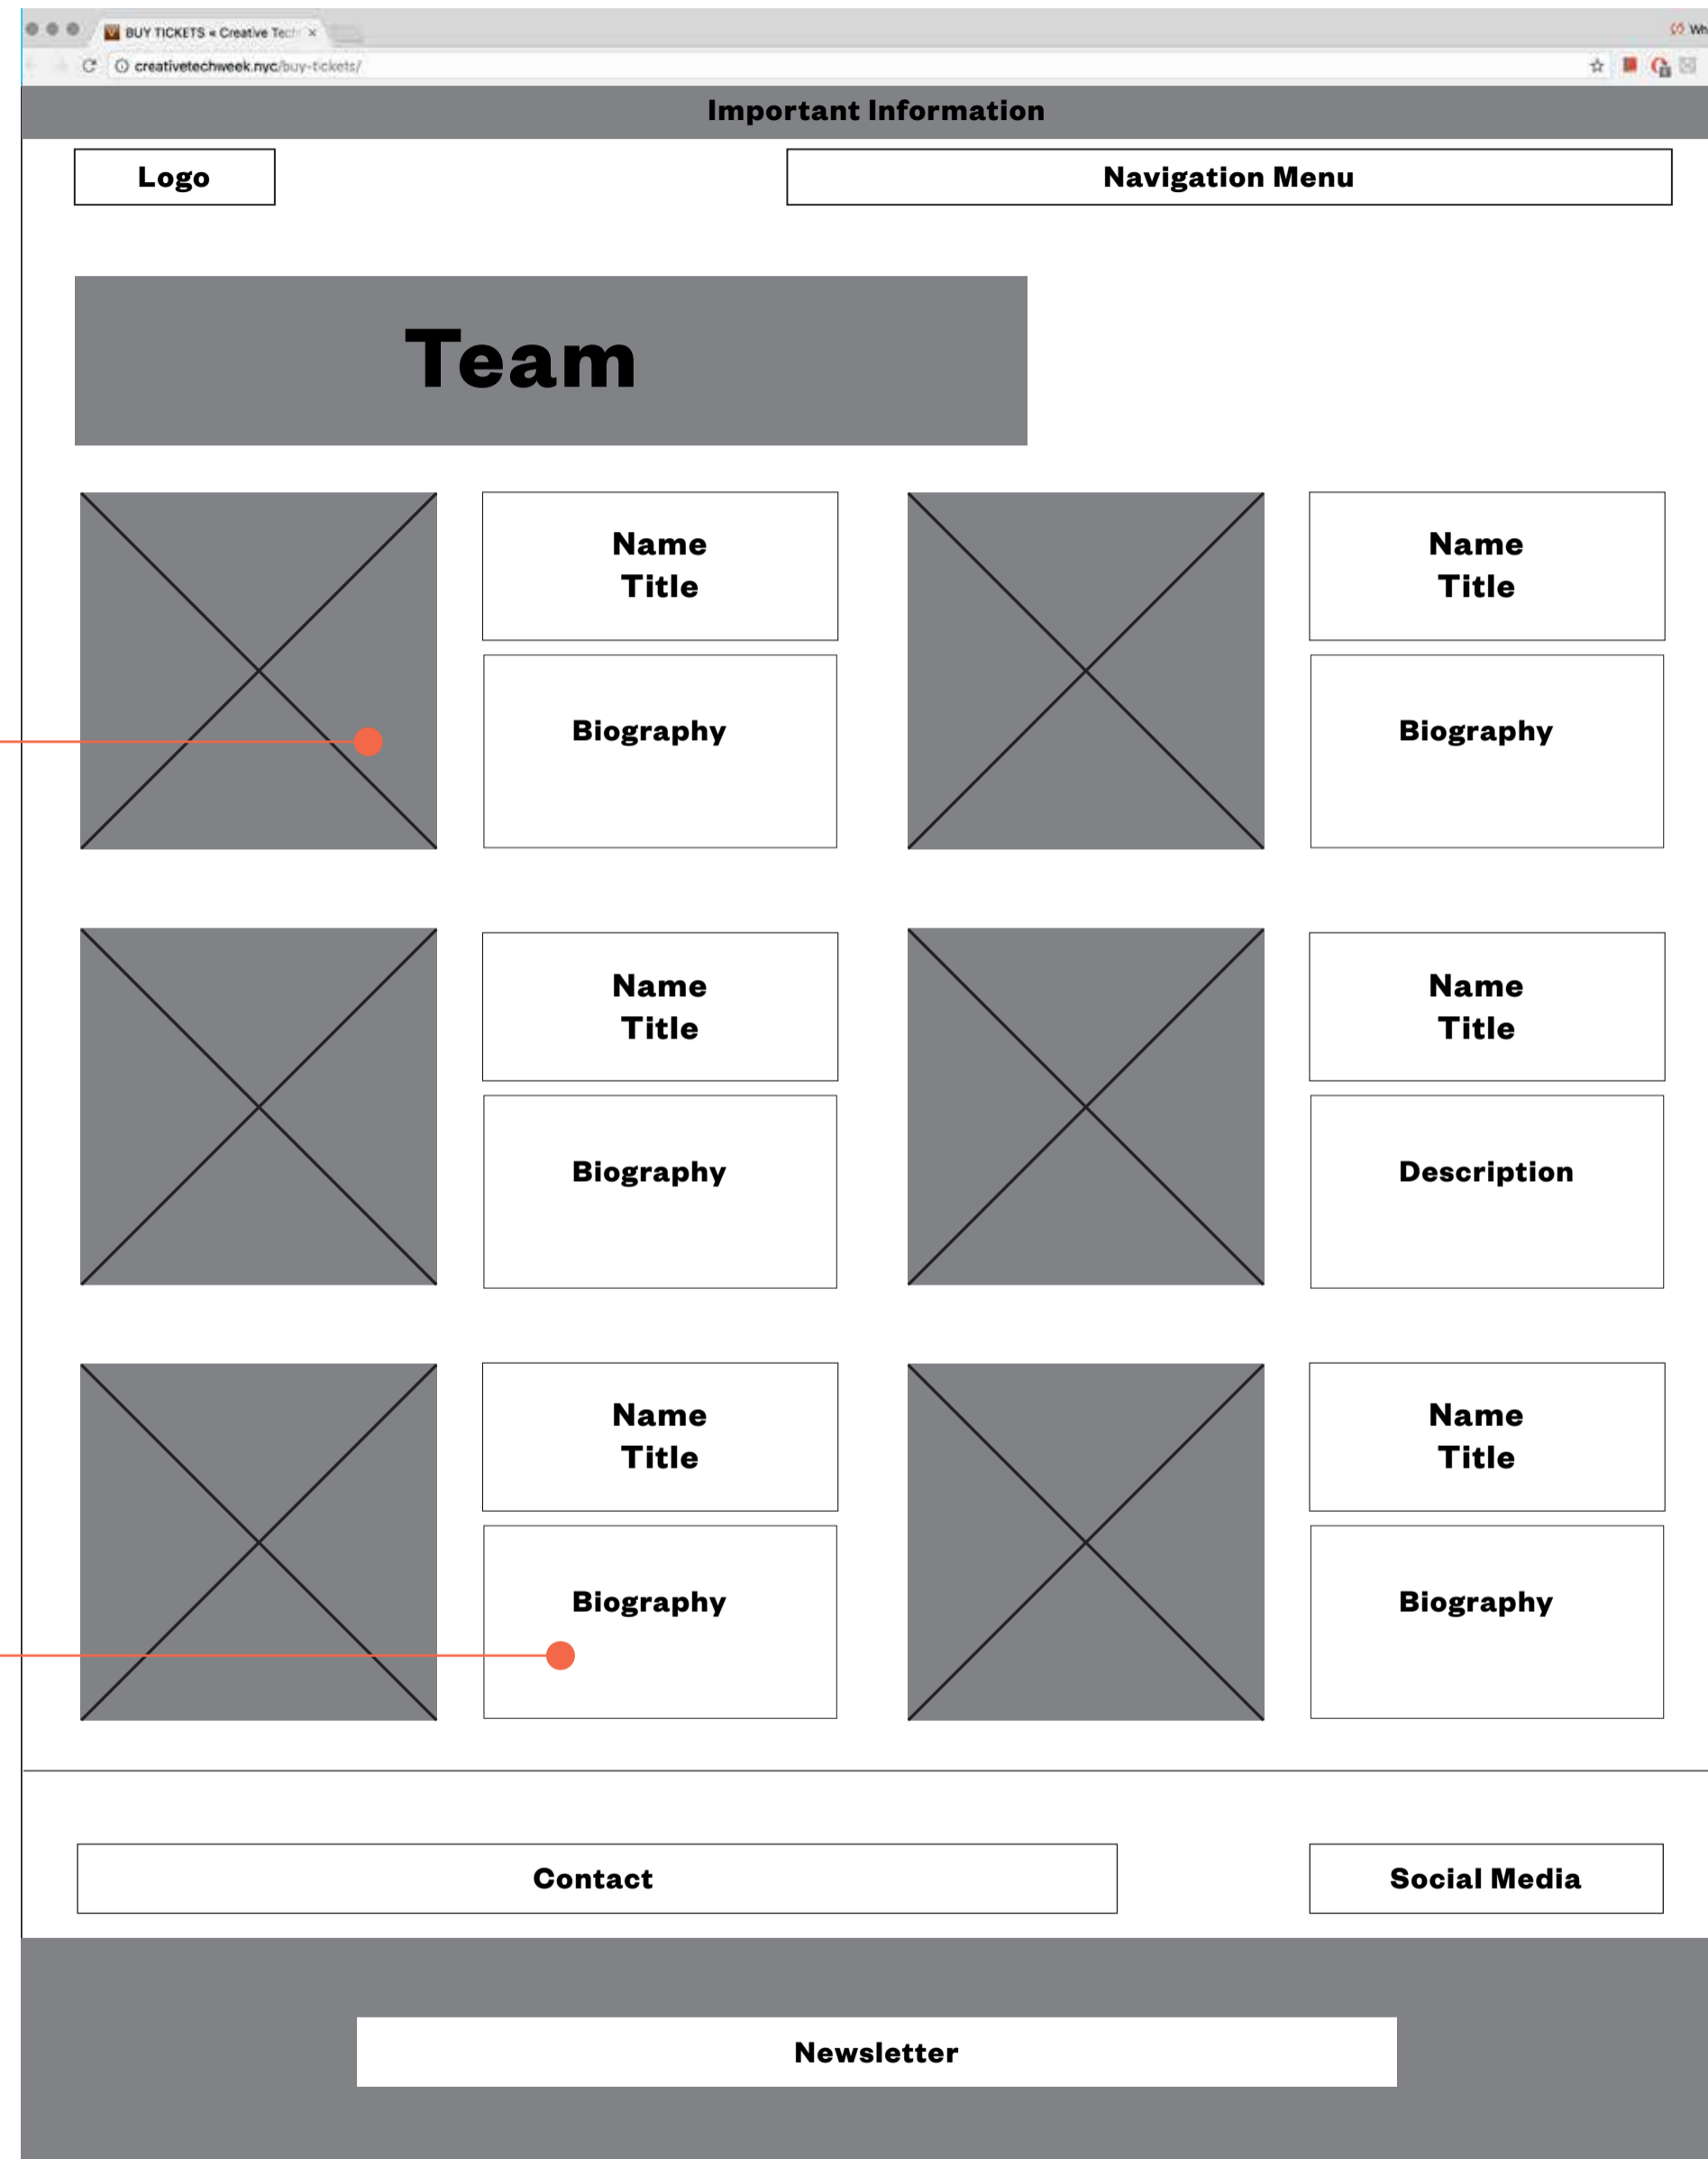 BUY TICKETS « Creative Tech
Wh
creativetechweek.nyc/buy-tickets/
Important Information
Logo
Navigation Menu
Team
Name
Title
Biography
Name
Title
Biography
Name
Title
Biography
Name
Title
Description
Name
Title
Biography
Name
Title
Biography
Contact
Social Media
Newsletter